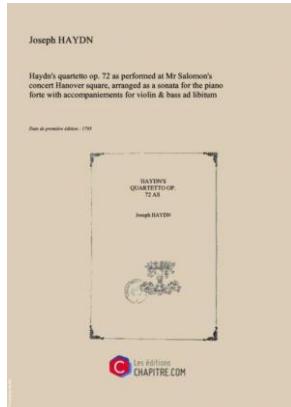 Joseph HAYDN
Haydn's quartetto op. 72 as performed at Mr Salomon's
concert Hanover square, arranged as a sonata for the piano
forte with accompaniements for violin & bass ad libitum
Date de première édition : 1795
HAYDN'S
QUARTETTO OP.
72 AS
Joseph HAYDN
Les éditions
CHAPITRE.COM